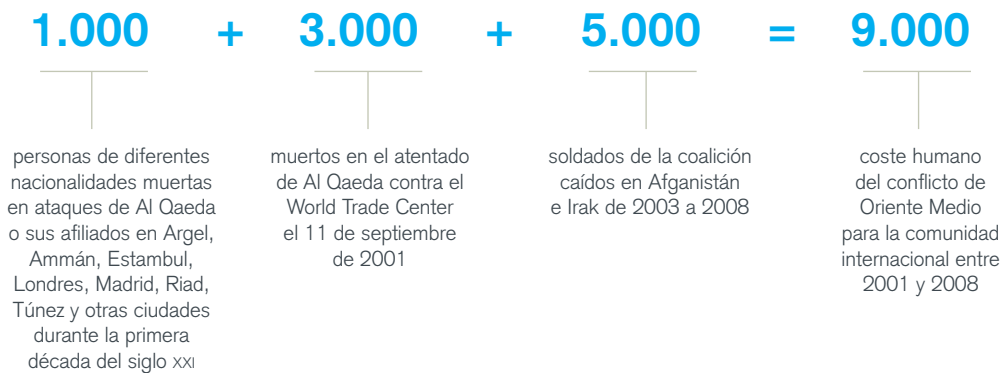 1.000 + 3.000 + 5.000 = 9.000
personas de diferentes
nacionalidades muertas
en ataques de Al Qaeda
o sus afiliados en Argel,
Ammán, Estambul,
Londres, Madrid, Riad,
Túnez y otras ciudades
durante la primera
década del siglo XXI
muertos en el atentado
de Al Qaeda contra el
World Trade Center
el 11 de septiembre
de 2001
soldados de la coalición
caídos en Afganistán
e Irak de 2003 a 2008
coste humano
del conflicto de
Oriente Medio
para la comunidad
internacional entre
2001 y 2008